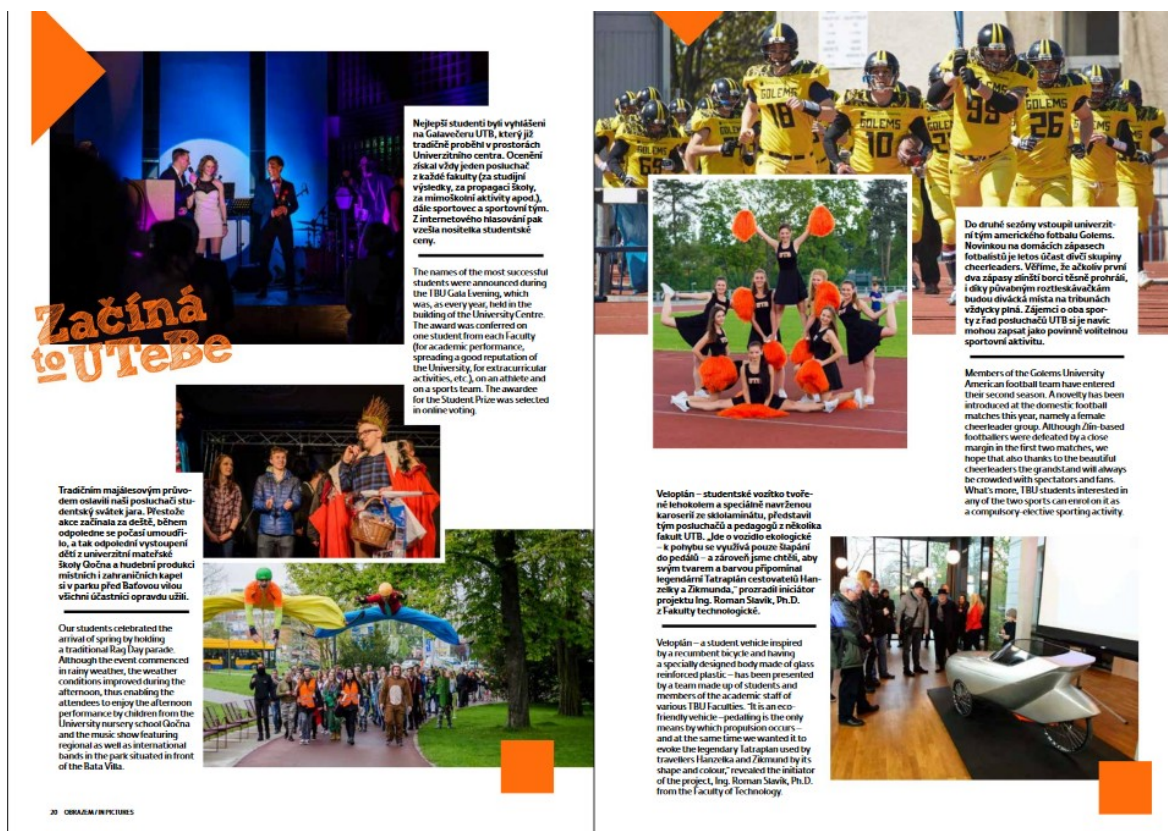 Nejlepší studenti byli vyhlášeni
na Galavečeru UTB, který již
tradičně proběhl v prostorách
Univerzitního centra. Ocenění
získal vždy jeden posluchač
z každé fakulty (za studijní
výsledky, za propagaci školy,
za mimoškolní aktivity apod.),
dále sportovec a sportovní tým.
Z internetového hlasování pak
vzešla nositelka studentské
ceny.
The names of the most successful
students were announced during
the TBU Gala Evening, which
was, as every year, held in the
building of the University Centre.
The award was conferred on
one student from each Faculty
(for academic performance,
spreading a good reputation of
the University, for extracurricular
activities, etc.), on an athlete and
on a sports team. The awardee
for the Student Prize was selected
in online voting.
Začíná
to UTeBe
Tradičním majálesovým průvo-
dem oslavili naši posluchači stu-
dentský svátek jara. Přestože
akce začínala za deště, během
odpoledne se počasí umoudři-
lo, a tak odpolední vystoupení
dětí z univerzitní mateřské
školy Qočna a hudební produkci
místních i zahraničních kapel
si v parku před Baťovou vilou
všichni účastníci opravdu užili.
Our students celebrated the
arrival of spring by holding
a traditional Rag Day parade.
Although the event commenced
in rainy weather, the weather
conditions improved during the
afternoon, thus enabling the
attendees to enjoy the afternoon
performance by children from the
University nursery school Qočna
and the music show featuring
regional as well as international
bands in the park situated in front
of the Bata Villa.
20 OBRAZEM / IN PICTURES
GOLEMS
18
GOLEMS
10
GOLEMS
99
26
65
UTB
Do druhé sezóny vstoupil univerzit-
ní tým amerického fotbalu Golems.
Novinkou na domácích zápasech
fotbalistů je letos účast dívčí skupiny
cheerleaders. Věříme, že ačkoliv první
dva zápasy zlínští borci těsně prohráli,
i díky půvabným roztleskávačkám
budou divácká místa na tribunách
vždycky plná. Zájemci o oba spor-
ty z řad posluchačů UTB si je navíc
mohou zapsat jako povinně volitelnou
sportovní aktivitu.
Members of the Golems University
American football team have entered
their second season. A novelty has been
introduced at the domestic football
matches this year, namely a female
cheerleader group. Although Zlín-based
footballers were defeated by a close
margin in the first two matches, we
hope that also thanks to the beautiful
cheerleaders the grandstand will always
be crowded with spectators and fans.
What's more, TBU students interested in
any of the two sports can enrol on it as
a compulsory-elective sporting activity.
Veloplán – studentské vozítko tvoře-
né lehokolem a speciálně navrženou
karoserií ze sklolaminátu, představil
tým posluchačů a pedagogů z několika
fakult UTB. „Jde o vozidlo ekologické
– k pohybu se využívá pouze šlapání
do pedálů – a zároveň jsme chtěli, aby
svým tvarem a barvou připomínal
legendární Tatraplán cestovatelů Han-
zelky a Zikmunda,“ prozradil iniciátor
projektu Ing. Roman Slavík, Ph.D.
z Fakulty technologické.
Veloplán – a student vehicle inspired
by a recumbent bicycle and having
a specially designed body made of glass
reinforced plastic – has been presented
by a team made up of students and
members of the academic staff of
various TBU Faculties. "It is an eco-
friendly vehicle –pedalling is the only
means by which propulsion occurs –
and at the same time we wanted it to
evoke the legendary Tatraplan used by
travellers Hanzelka and Zikmund by its
shape and colour," revealed the initiator
of the project, Ing. Roman Slavík, Ph.D.
from the Faculty of Technology.